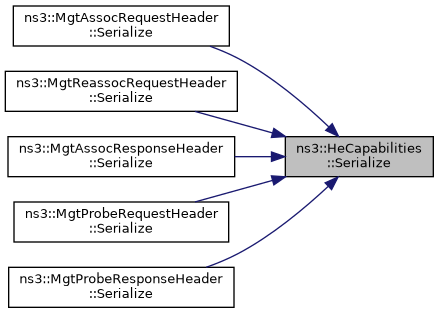 ns3::MgtAssocRequestHeader
::Serialize
ns3::MgtReassocRequestHeader
::Serialize
ns3::MgtAssocResponseHeader
::Serialize
ns3::HeCapabilities
::Serialize
ns3::MgtProbeRequestHeader
::Serialize
ns3::MgtProbeResponseHeader
::Serialize